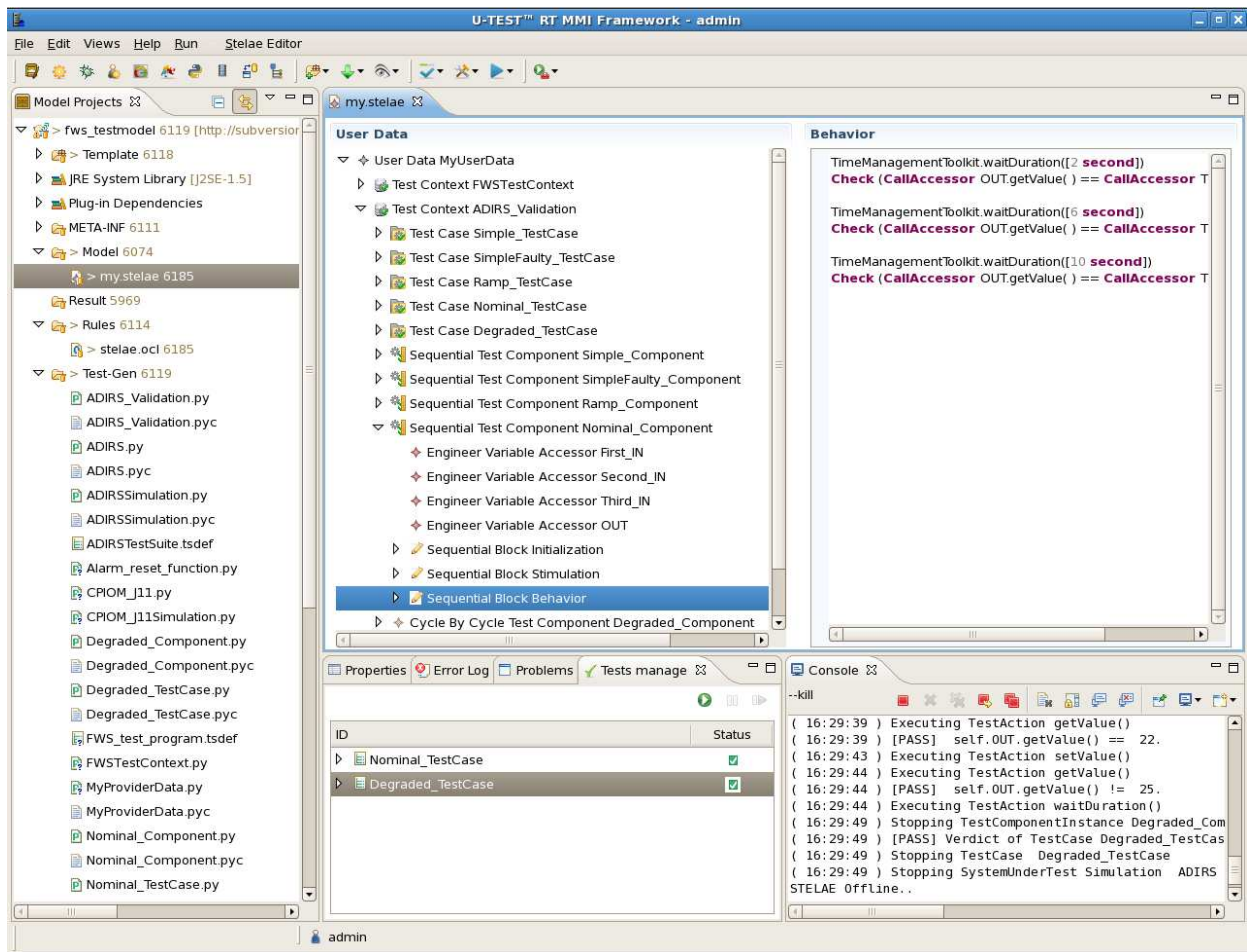 U-TEST™ RT MMI Framework - admin
File Edit Views Help Run Stelae Editor
Model Projects
> fws_testmodel 6119 [http://subversior
> Template 6118
> JRE System Library [J2SE-1.5]
> Plug-in Dependencies
> META-INF 6111
> Model 6074
> my.stelae 6185
Result 5969
> Rules 6114
> stelae.ocl 6185
> Test-Gen 6119
ADIRS_Validation.py
ADIRS_Validation.pyc
ADIRS.py
ADIRS.pyc
ADIRSSimulation.py
ADIRSSimulation.pyc
ADIRSTestSuite.tsdef
Alarm_reset_function.py
CPIOM_J11.py
CPIOM_J11Simulation.py
Degraded_Component.py
Degraded_Component.pyc
Degraded_TestCase.py
Degraded_TestCase.pyc
FWS_test_program.tsdef
FWSTestContext.py
MyProviderData.py
MyProviderData.pyc
Nominal_Component.py
Nominal_Component.pyc
Nominal_TestCase.py
my.stelae
User Data
User Data MyUserData
Test Context FWSTestContext
Test Context ADIRS_Validation
Test Case Simple_TestCase
Test Case SimpleFaulty_TestCase
Test Case Ramp_TestCase
Test Case Nominal_TestCase
Test Case Degraded_TestCase
Sequential Test Component Simple_Component
Sequential Test Component SimpleFaulty_Component
Sequential Test Component Ramp_Component
Sequential Test Component Nominal_Component
Engineer Variable Accessor First_IN
Engineer Variable Accessor Second_IN
Engineer Variable Accessor Third_IN
Engineer Variable Accessor OUT
Sequential Block Initialization
Sequential Block Stimulation
Sequential Block Behavior
Cycle By Cycle Test Component Degraded_Component
Behavior
TimeManagementToolkit.waitDuration([2 second])
Check (CallAccessor OUT.getValue( ) == CallAccessor T
TimeManagementToolkit.waitDuration([6 second])
Check (CallAccessor OUT.getValue( ) == CallAccessor T
TimeManagementToolkit.waitDuration([10 second])
Check (CallAccessor OUT.getValue( ) == CallAccessor T
Properties Error Log Problems Tests manage
ID Status
Nominal_TestCase
Degraded_TestCase
Console
--kill
( 16:29:39 ) Executing TestAction getValue()
( 16:29:39 ) [PASS] self.OUT.getValue() == 22.
( 16:29:43 ) Executing TestAction setValue()
( 16:29:44 ) Executing TestAction getValue()
( 16:29:44 ) [PASS] self.OUT.getValue() != 25.
( 16:29:44 ) Executing TestAction waitDuration()
( 16:29:49 ) Stopping TestComponentInstance Degraded_Com
( 16:29:49 ) [PASS] Verdict of TestCase Degraded_TestCas
( 16:29:49 ) Stopping TestCase Degraded_TestCase
( 16:29:49 ) Stopping SystemUnderTest Simulation ADIRS
STELAE Offline..
admin